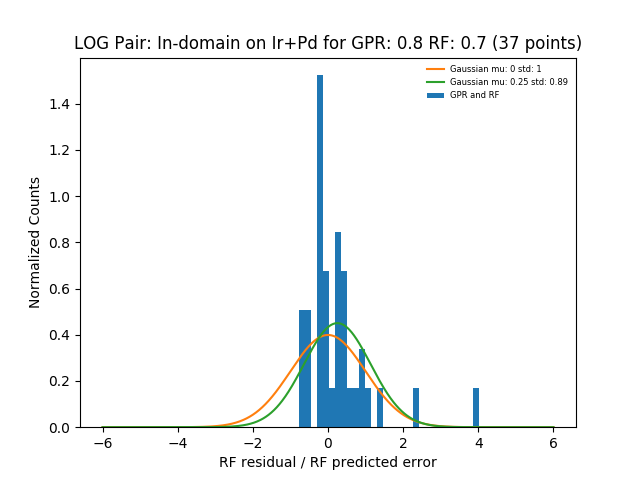 LOG Pair: In-domain on Ir+Pd for GPR: 0.8 RF: 0.7 (37 points)
Gaussian mu: 0 std: 1
Gaussian mu: 0.25 std: 0.89
GPR and RF
Normalized Counts
1.4
1.2
1.0
0.8
0.6
0.4
0.2
0.0
−6 −4 −2 0 2 4 6
RF residual / RF predicted error